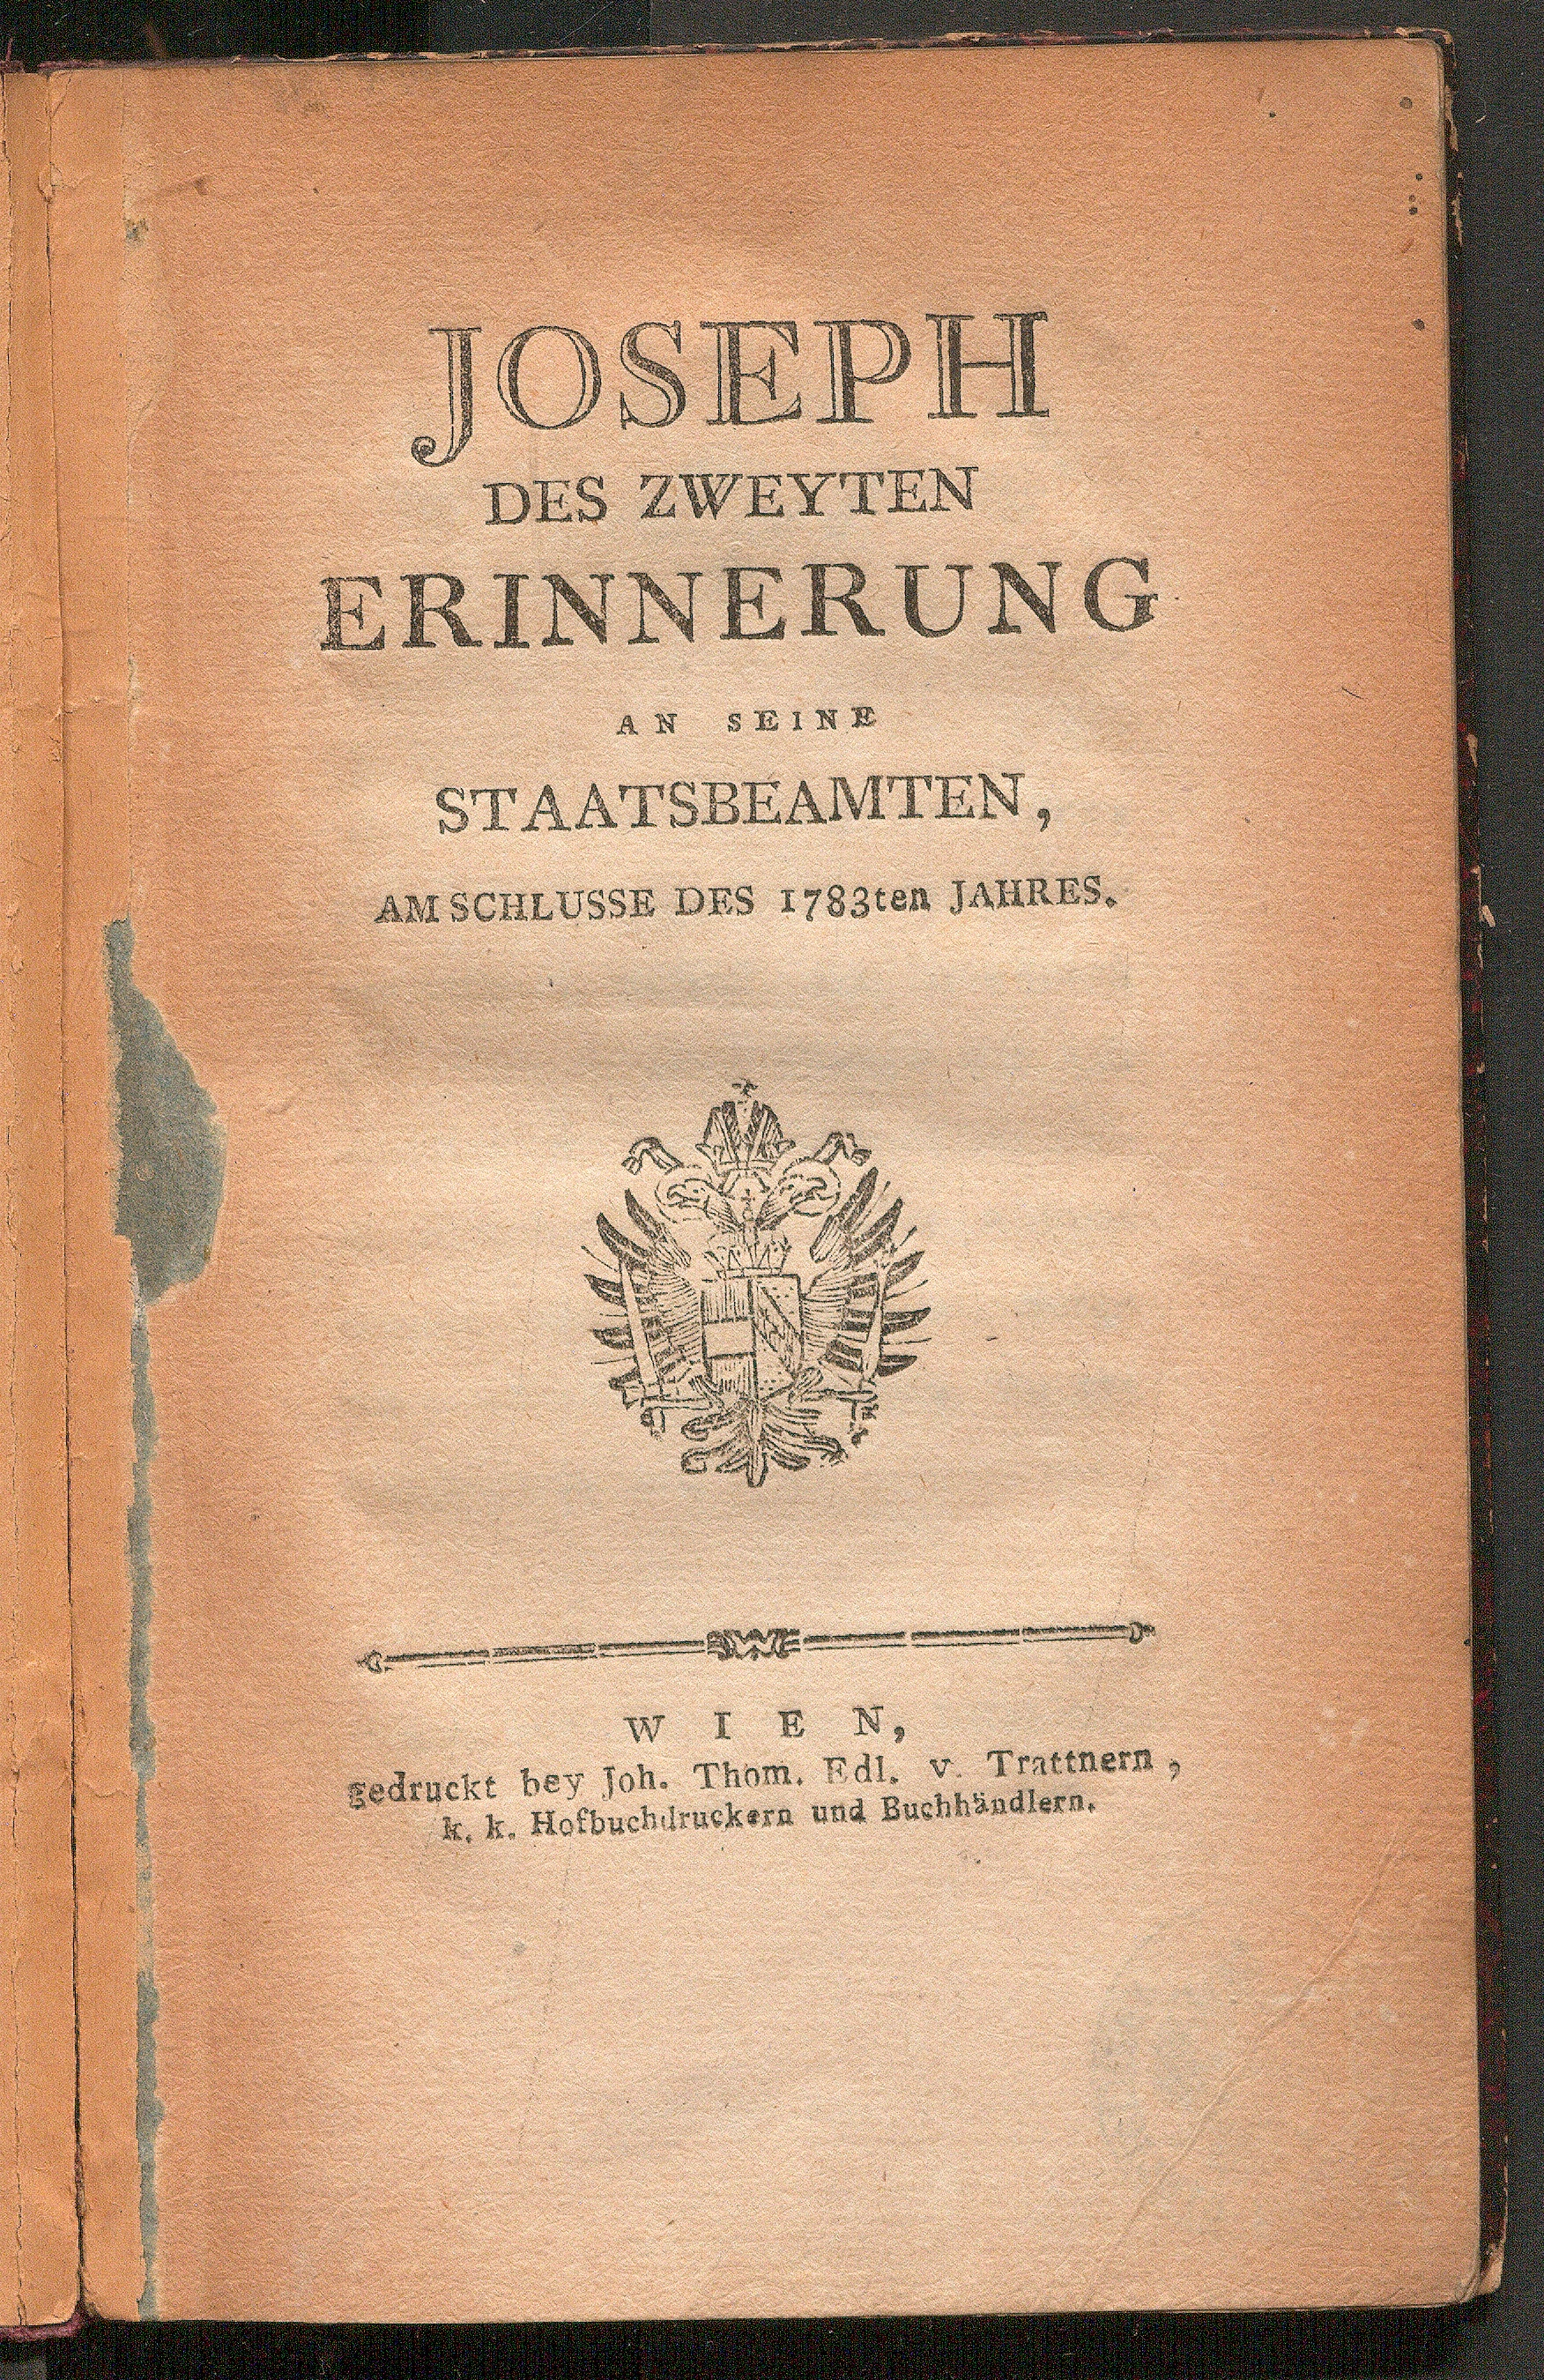 JOSEPH
DES ZWEYTEN
ERINNERUNG
AN SEINE
STAATSBEAMTEN,
AM SCHLUSSE DES 1783ten JAHRES.
WIEN,
gedruckt bey Joh. Thom. Edl. v. Trattnern,
k. k. Hofbuchdruckern und Buchhändlern.